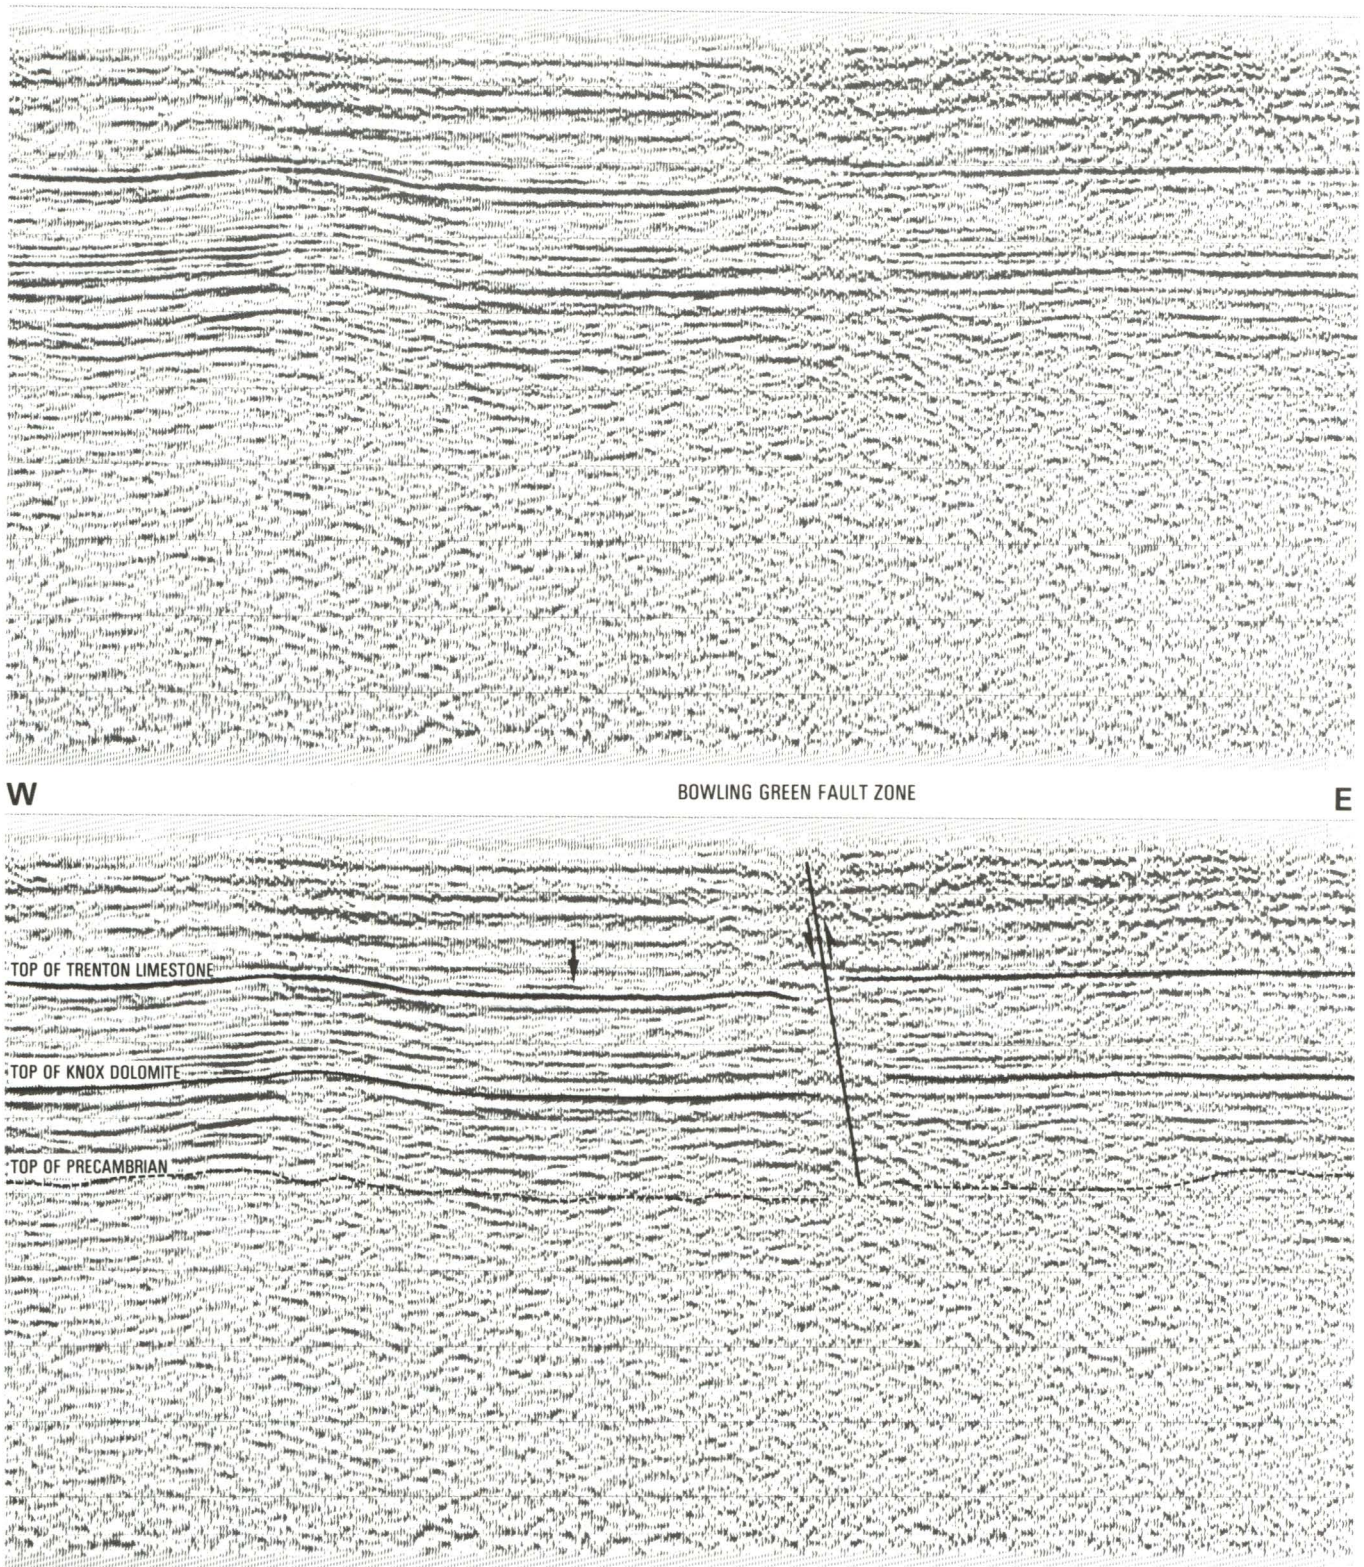 W
BOWLING GREEN FAULT ZONE
E
TOP OF TRENTON LIMESTONE
TOP OF KNOX DOLOMITE
TOP OF PRECAMBRIAN